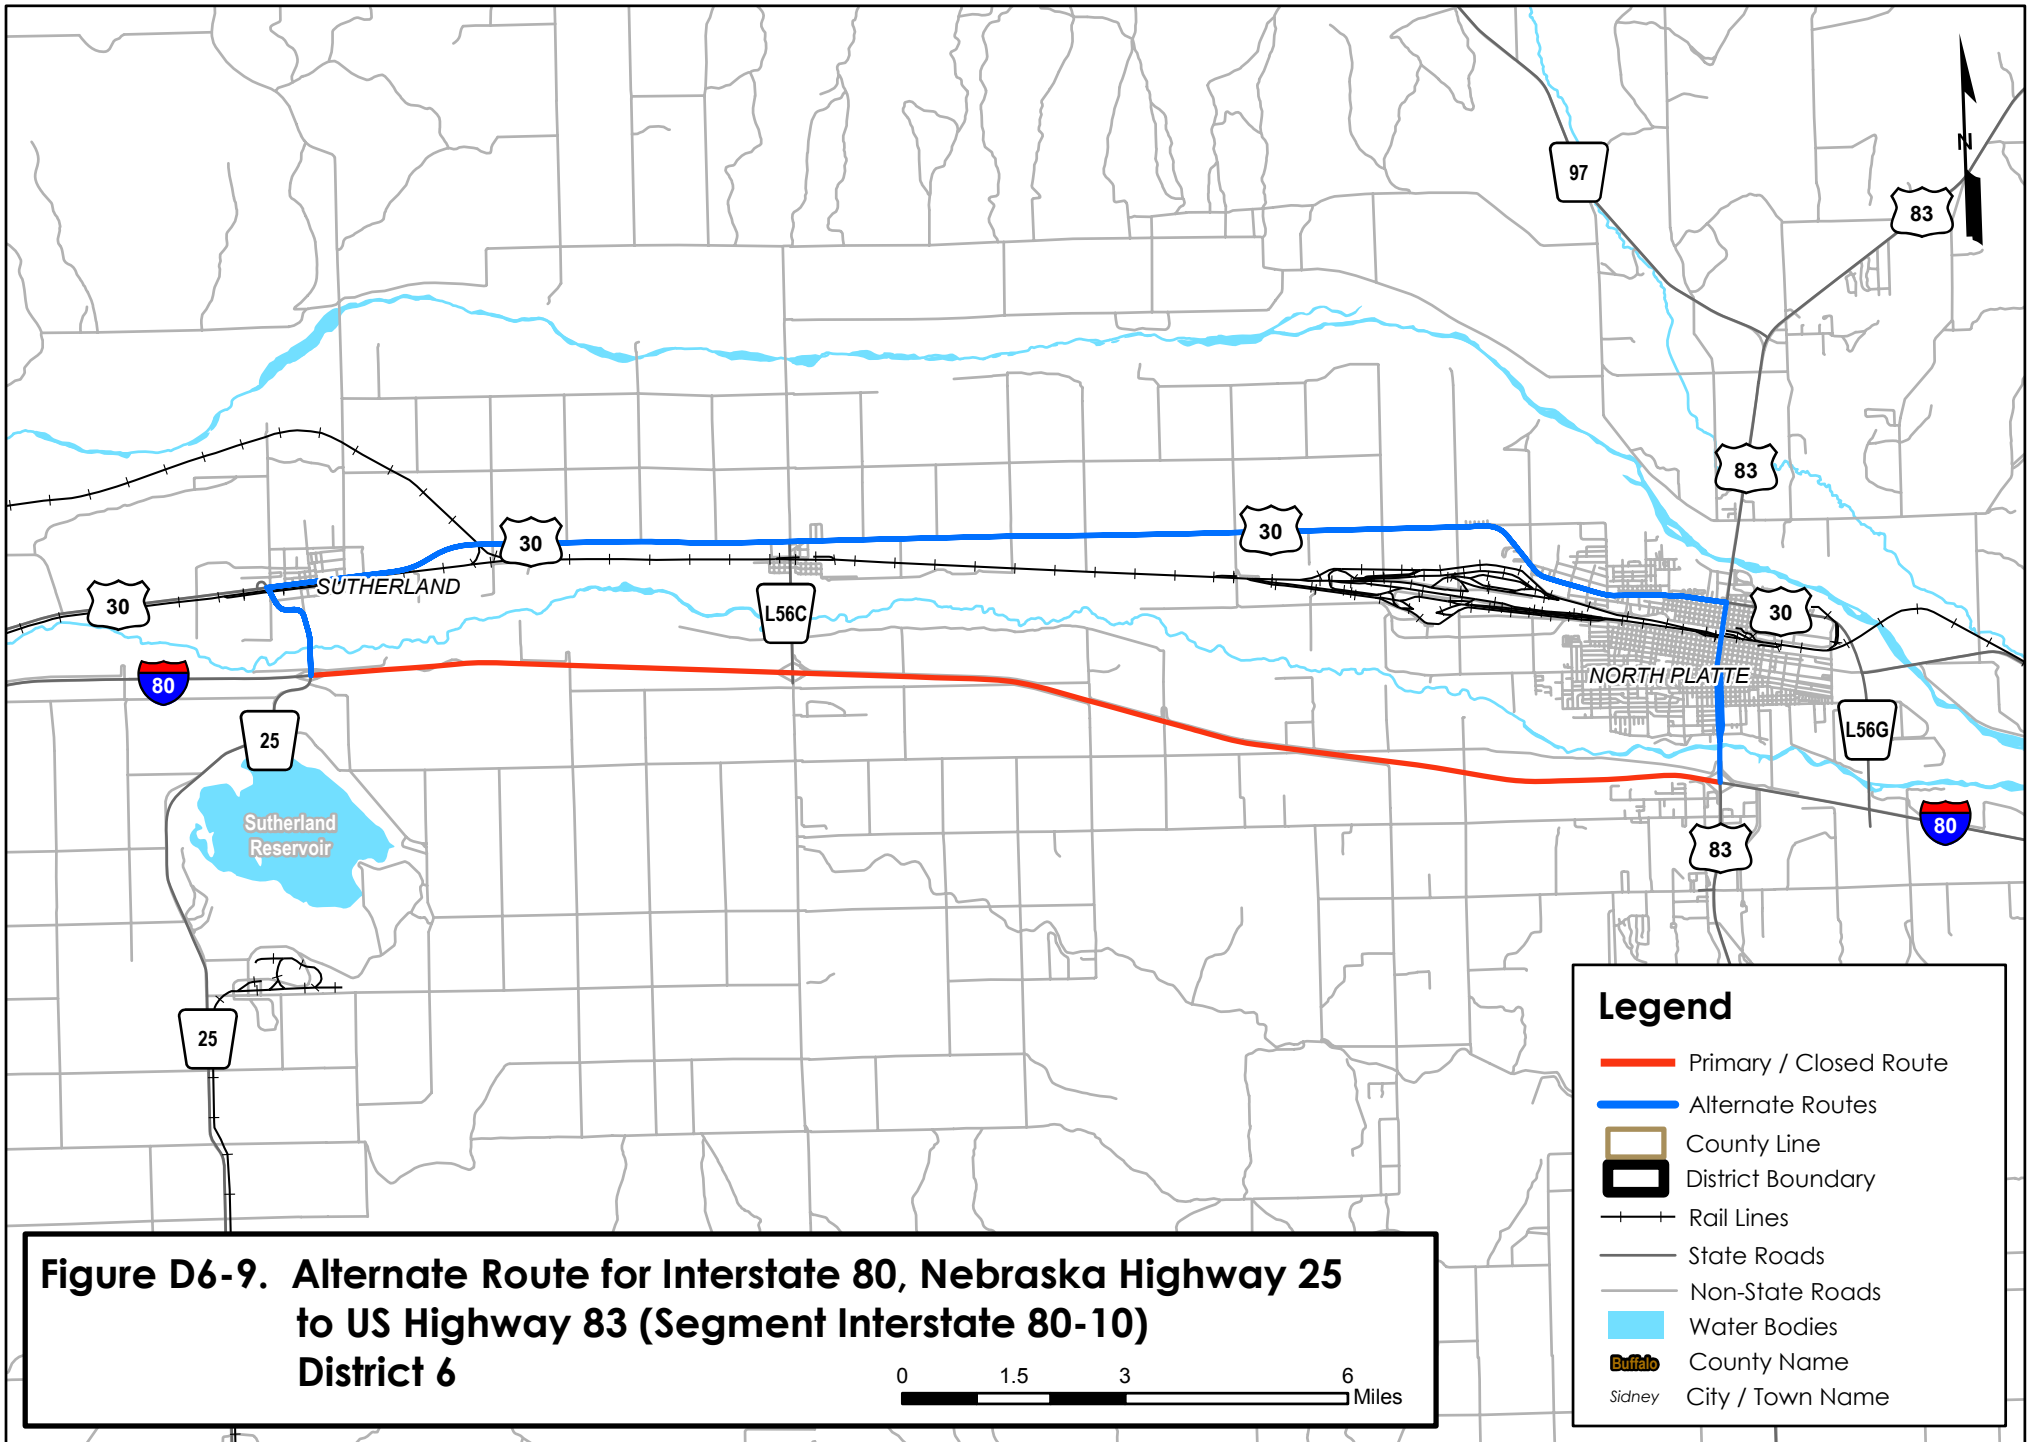 97
83
N
83
30
30
SUTHERLAND
30
L56C
30
NORTH PLATTE
80
25
L56G
Sutherland
Reservoir
80
83
25
Legend
Primary / Closed Route
Alternate Routes
County Line
District Boundary
Rail Lines
State Roads
Non-State Roads
Water Bodies
Buffalo County Name
Sidney City / Town Name
Figure D6-9. Alternate Route for Interstate 80, Nebraska Highway 25
to US Highway 83 (Segment Interstate 80-10)
District 6
0 1.5 3 6
Miles